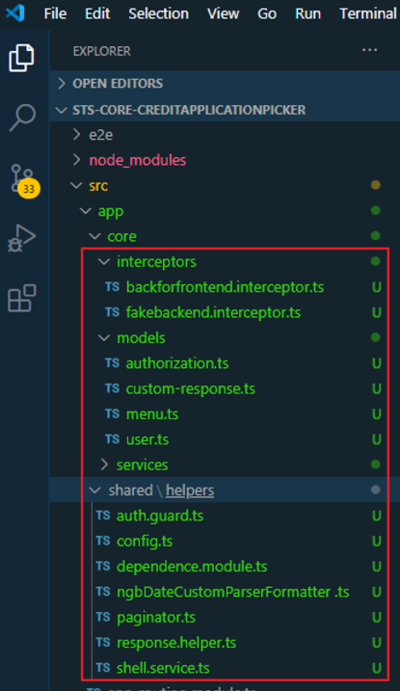 File Edit Selection View Go Run Terminal
EXPLORER ...
OPEN EDITORS
STS-CORE-CREDITAPPLICATIONPICKER
e2e
node_modules
src
app
core
interceptors
TS backforfrontend.interceptor.ts U
TS fakebackend.interceptor.ts U
models
TS authorization.ts U
TS custom-response.ts U
TS menu.ts U
TS user.ts U
services
shared \ helpers
TS auth.guard.ts U
TS config.ts U
TS dependence.module.ts U
TS ngbDateCustomParserFormatter .ts U
TS paginator.ts U
TS response.helper.ts U
TS shell.service.ts U
33